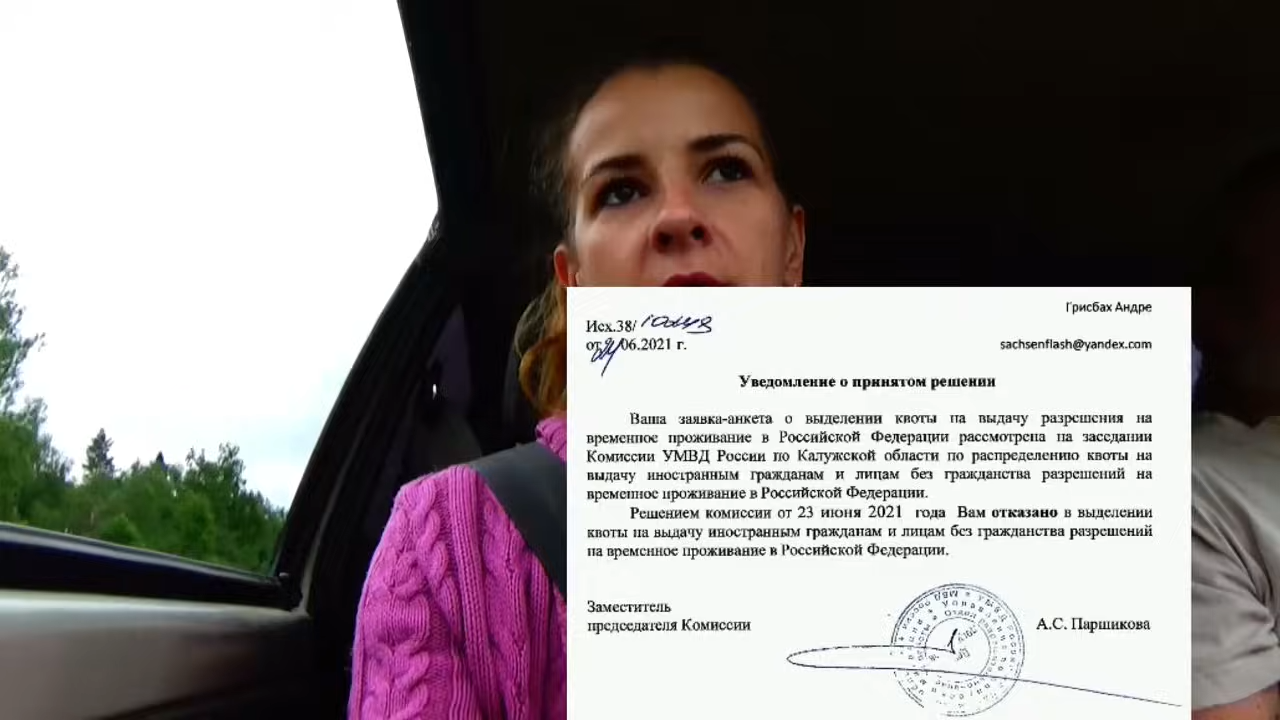 Грисбах Андре
Исх.38/
от 24.06.2021 г.
sachsenflash@yandex.com
Уведомление о принятом решении
Ваша заявка-анкета о выделении квоты на выдачу разрешения на
временное проживание в Российской Федерации рассмотрена на заседании
Комиссии УМВД России по Калужской области по распределению квоты на
выдачу иностранным гражданам и лицам без гражданства разрешений на
временное проживание в Российской Федерации.
Решением комиссии от 23 июня 2021 года Вам отказано в выделении
квоты на выдачу иностранным гражданам и лицам без гражданства разрешений
на временное проживание в Российской Федерации.
Заместитель
председателя Комиссии
А.С. Паршикова